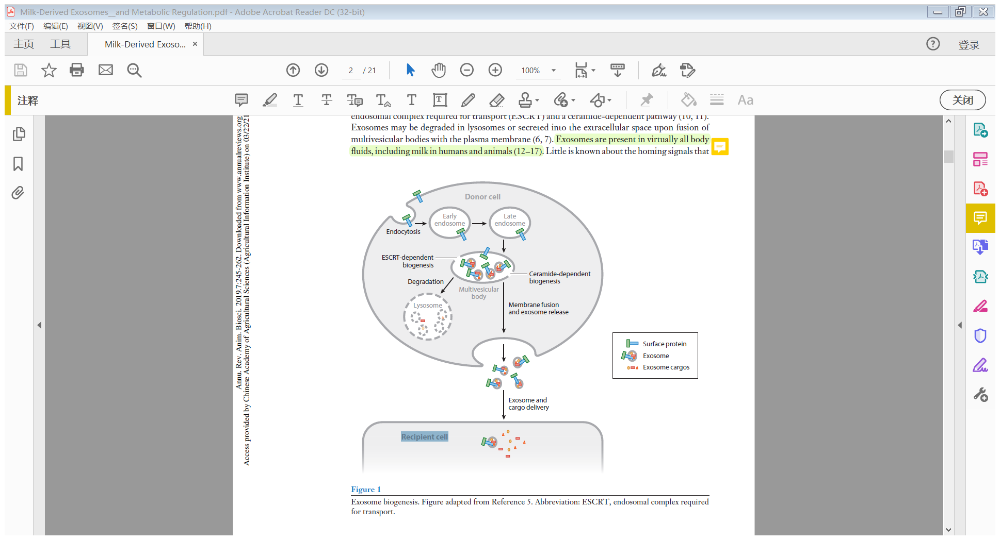 Milk-Derived Exosomes__and Metabolic Regulation.pdf - Adobe Acrobat Reader DC (32-bit)
文件(F) 编辑(E) 视图(V) 签名(S) 窗口(W) 帮助(H)
主页 工具 Milk-Derived Exoso... × ? 登录
2 / 21 100%
注释 Aa 关闭
Annu. Rev. Anim. Biosci. 2019.7:245-262. Downloaded from www.annualreviews.org
Access provided by Chinese Academy of Agricultural Sciences (Agricultural Information Institute) on 03/22/21
endosomal complex required for transport (ESCRT) and a ceramide-dependent pathway (10, 11).
Exosomes may be degraded in lysosomes or secreted into the extracellular space upon fusion of
multivesicular bodies with the plasma membrane (6, 7). Exosomes are present in virtually all body
fluids, including milk in humans and animals (12–17). Little is known about the homing signals that
Donor cell
Early
endosome
Late
endosome
Endocytosis
ESCRT-dependent
biogenesis
Ceramide-dependent
biogenesis
Degradation
Multivesicular
body
Lysosome
Membrane fusion
and exosome release
Surface protein
Exosome
Exosome cargos
Exosome and
cargo delivery
Recipient cell
Figure 1
Exosome biogenesis. Figure adapted from Reference 5. Abbreviation: ESCRT, endosomal complex required
for transport.